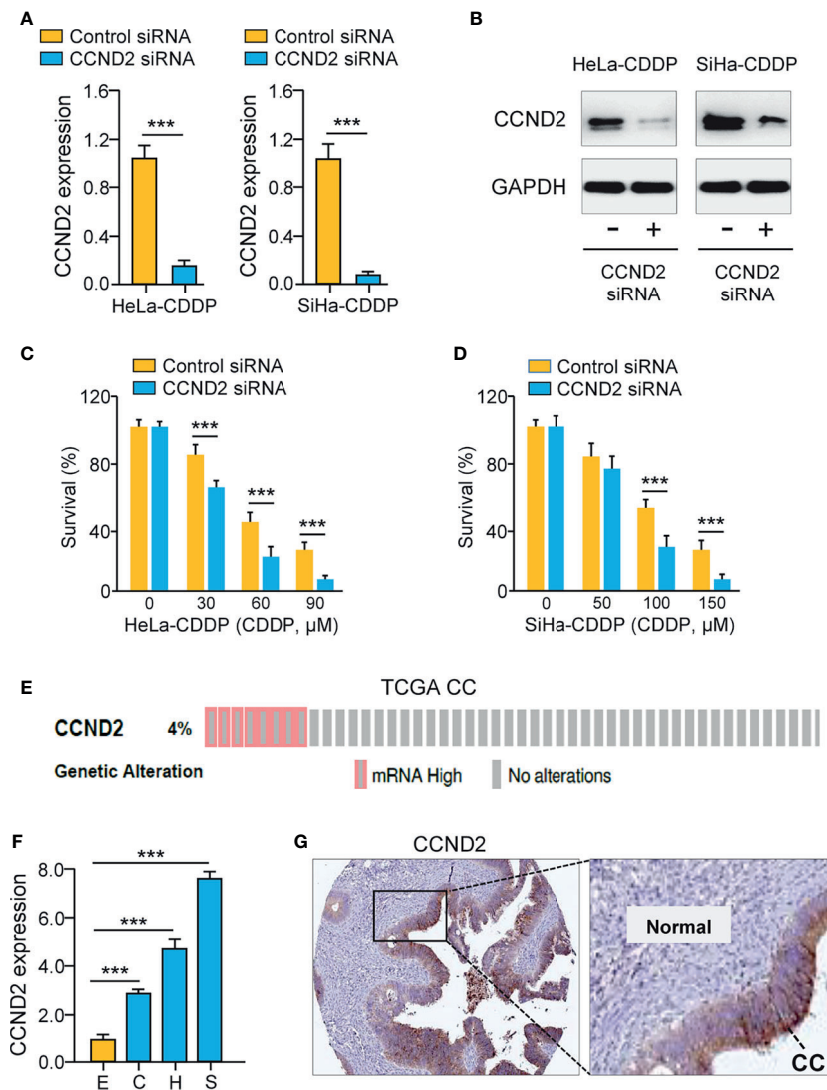 A
Control siRNA
CCND2 siRNA
CCND2 expression
1.6
1.2
0.8
0.4
0.0
***
HeLa-CDDP
Control siRNA
CCND2 siRNA
CCND2 expression
1.6
1.2
0.8
0.4
0.0
***
SiHa-CDDP
B
HeLa-CDDP SiHa-CDDP
CCND2
GAPDH
- + - +
CCND2 siRNA
CCND2 siRNA
C
Control siRNA
CCND2 siRNA
Survival (%)
120
80
40
0
***
***
***
0 30 60 90
HeLa-CDDP (CDDP, µM)
D
Control siRNA
CCND2 siRNA
Survival (%)
120
80
40
0
***
***
0 50 100 150
SiHa-CDDP (CDDP, µM)
E
TCGA CC
CCND2 4%
Genetic Alteration mRNA High No alterations
F
CCND2 expression
8.0
6.0
4.0
2.0
0.0
***
***
***
E C H S
G
CCND2
Normal
CC